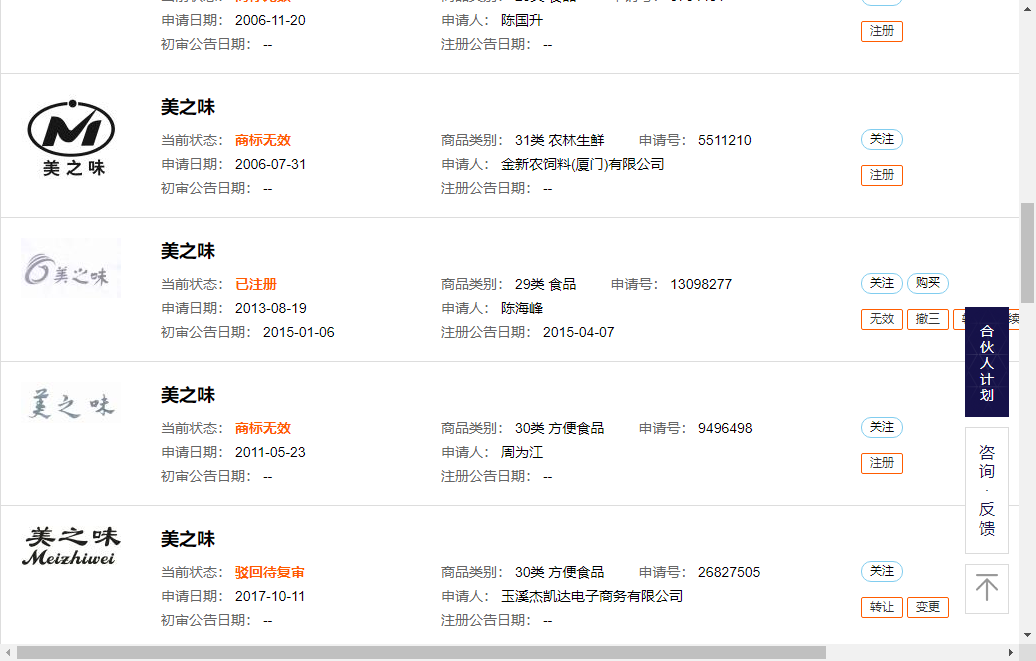 申请日期： 2006-11-20 申请人： 陈国升
注册
初审公告日期： -- 注册公告日期： --
美之味
美之味
当前状态： 商标无效 商品类别： 31类 农林生鲜 申请号： 5511210 关注
申请日期： 2006-07-31 申请人： 金新农饲料(厦门)有限公司
注册
初审公告日期： -- 注册公告日期： --
美之味
美之味
当前状态： 已注册 商品类别： 29类 食品 申请号： 13098277 关注 购买
申请日期： 2013-08-19 申请人： 陈海峰
无效 撤三
初审公告日期： 2015-01-06 注册公告日期： 2015-04-07
合伙人计划
美之味
美之味
当前状态： 商标无效 商品类别： 30类 方便食品 申请号： 9496498 关注
申请日期： 2011-05-23 申请人： 周为江
注册
初审公告日期： -- 注册公告日期： --
咨询·反馈
美之味
美之味
Meizhiwei
当前状态： 驳回待复审 商品类别： 30类 方便食品 申请号： 26827505 关注
申请日期： 2017-10-11 申请人： 玉溪杰凯达电子商务有限公司
转让 变更
初审公告日期： -- 注册公告日期： --